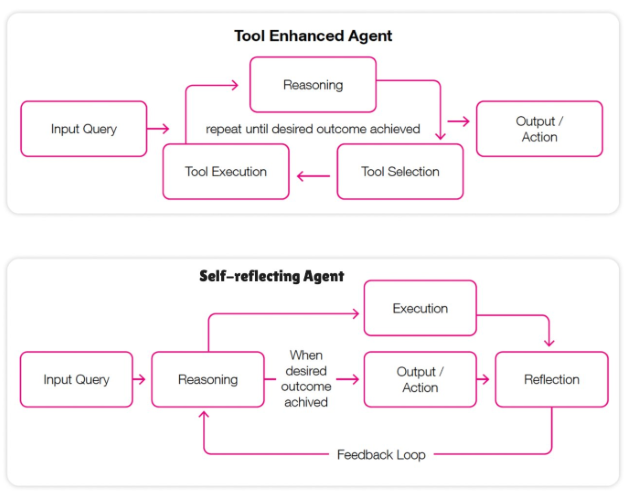 Tool Enhanced Agent
Reasoning
Input Query
repeat until desired outcome achieved
Output /
Action
Tool Execution
Tool Selection
Self-reflecting Agent
Execution
Input Query
Reasoning
When
desired
outcome
achived
Output /
Action
Reflection
Feedback Loop